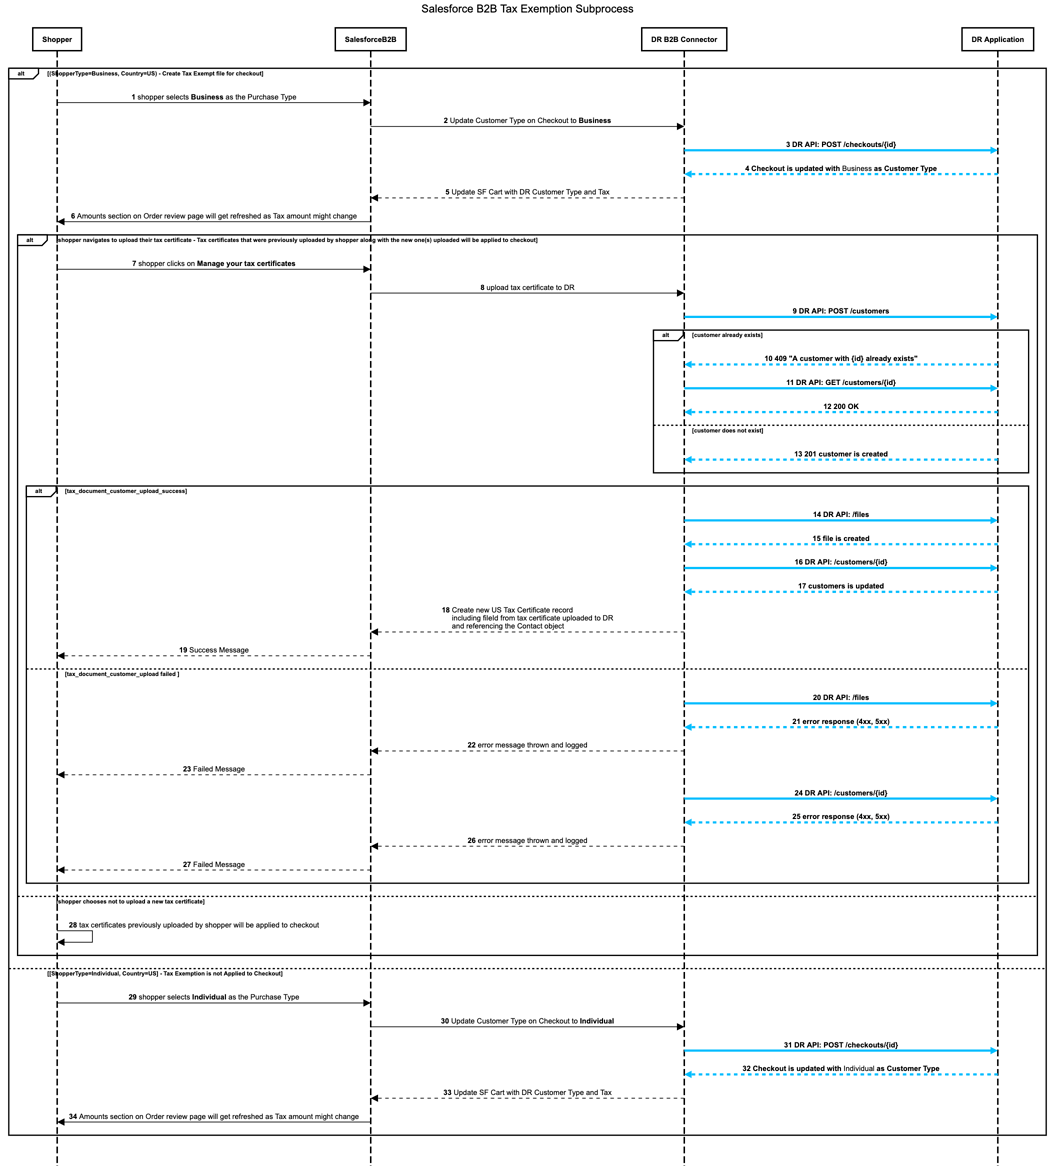 Salesforce B2B Tax Exemption Subprocess
Shopper
SalesforceB2B
DR B2B Connector
DR Application
alt
[(ShopperType=Business, Country=US) - Create Tax Exempt file for checkout]
1 shopper selects Business as the Purchase Type
2 Update Customer Type on Checkout to Business
3 DR API: POST /checkouts/{id}
4 Checkout is updated with Business as Customer Type
5 Update SF Cart with DR Customer Type and Tax
6 Amounts section on Order review page will get refreshed as Tax amount might change
alt
[shopper navigates to upload their tax certificate - Tax certificates that were previously uploaded by shopper along with the new one(s) uploaded will be applied to checkout]
7 shopper clicks on Manage your tax certificates
8 upload tax certificate to DR
9 DR API: POST /customers
alt
[customer already exists]
10 409 "A customer with {id} already exists"
11 DR API: GET /customers/{id}
12 200 OK
[customer does not exist]
13 201 customer is created
alt
[tax_document_customer_upload_success]
14 DR API: /files
15 file is created
16 DR API: /customers/{id}
17 customers is updated
18 Create new US Tax Certificate record
including fileId from tax certificate uploaded to DR
and referencing the Contact object
19 Success Message
[tax_document_customer_upload failed ]
20 DR API: /files
21 error response (4xx, 5xx)
22 error message thrown and logged
23 Failed Message
24 DR API: /customers/{id}
25 error response (4xx, 5xx)
26 error message thrown and logged
27 Failed Message
[shopper chooses not to upload a new tax certificate]
28 tax certificates previously uploaded by shopper will be applied to checkout
[[ShopperType=Individual, Country=US] - Tax Exemption is not Applied to Checkout]
29 shopper selects Individual as the Purchase Type
30 Update Customer Type on Checkout to Individual
31 DR API: POST /checkouts/{id}
32 Checkout is updated with Individual as Customer Type
33 Update SF Cart with DR Customer Type and Tax
34 Amounts section on Order review page will get refreshed as Tax amount might change